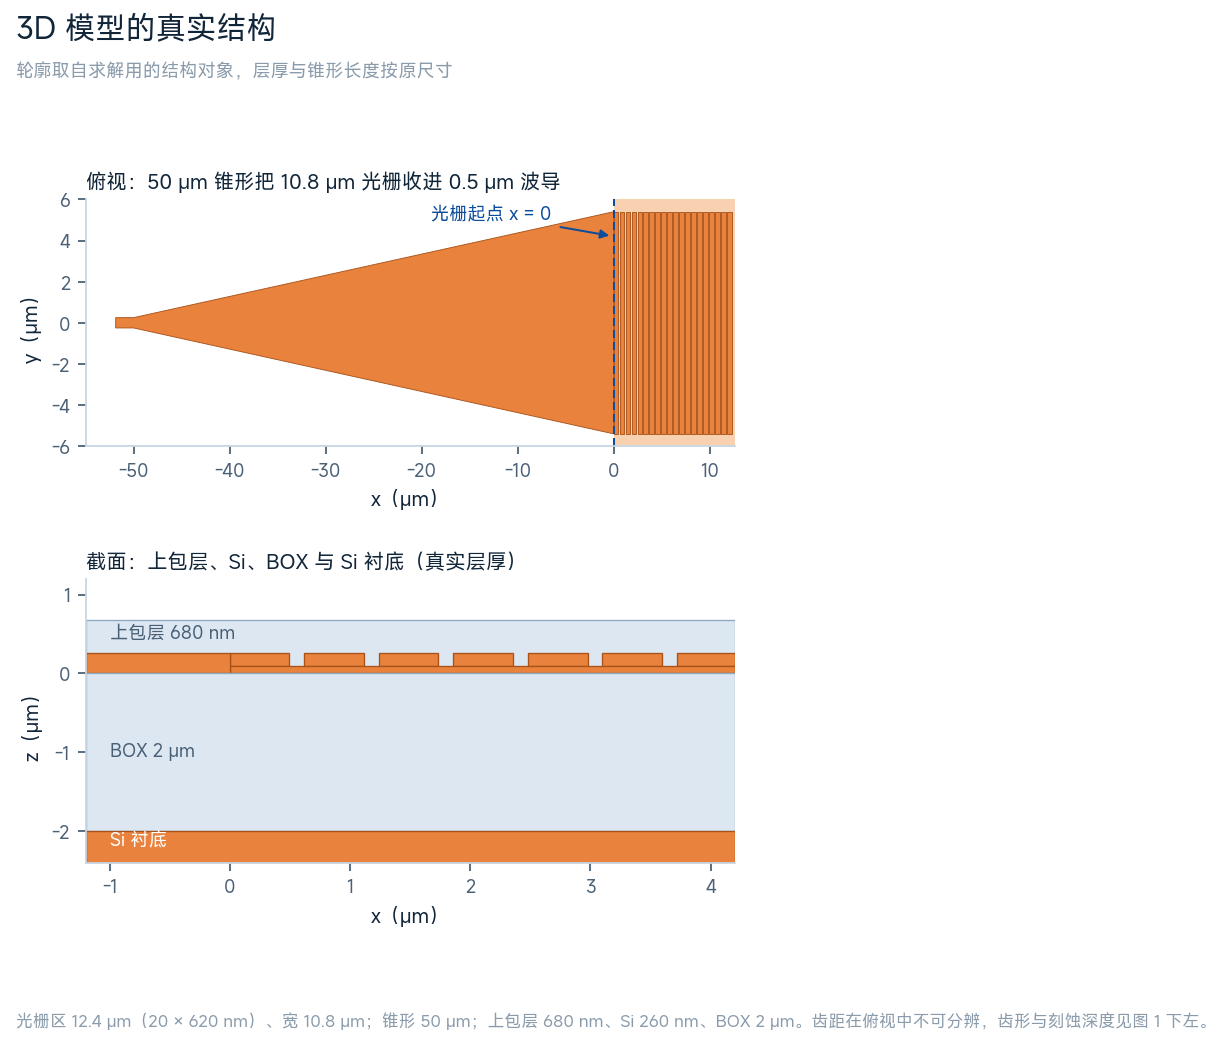 3D 模型的真实结构
轮廓取自求解用的结构对象，层厚与锥形长度按原尺寸
俯视：50 µm 锥形把 10.8 µm 光栅收进 0.5 µm 波导
光栅起点 x = 0
6
4
2
0
-2
-4
-6
y（µm）
-50
-40
-30
-20
-10
0
10
x（µm）
截面：上包层、Si、BOX 与 Si 衬底（真实层厚）
1
0
-1
-2
z（µm）
上包层 680 nm
BOX 2 µm
Si 衬底
-1
0
1
2
3
4
x（µm）
光栅区 12.4 µm（20 × 620 nm）、宽 10.8 µm；锥形 50 µm；上包层 680 nm、Si 260 nm、BOX 2 µm。齿距在俯视中不可分辨，齿形与刻蚀深度见图 1 下左。